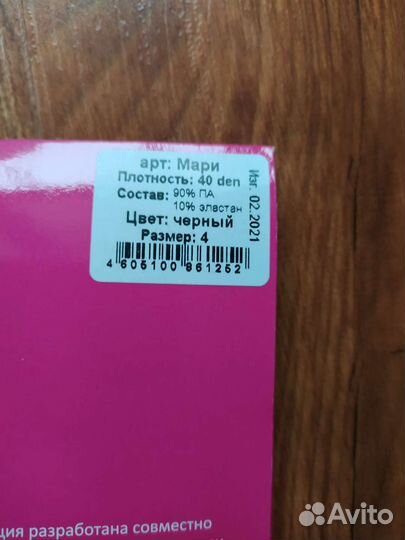 арт: Мари
Плотность: 40 den
Состав: 90% ПА
10% эластан
Цвет: черный
Размер: 4
4 605100 861252
Изг. 02.2021
ция разработана совместно
Avito